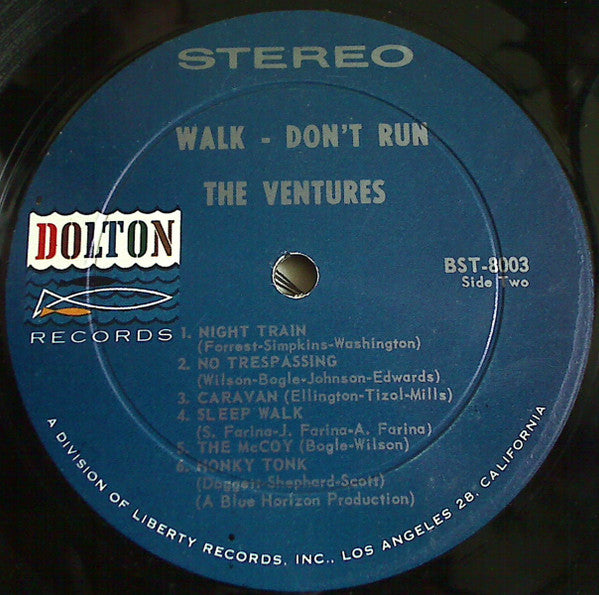 STEREO
WALK - DON'T RUN
THE VENTURES
DOLTON
RECORDS
BST-8003
Side Two
1. NIGHT TRAIN
(Forrest-Simpkins-Washington)
2. NO TRESPASSING
(Wilson-Bogle-Johnson-Edwards)
3. CARAVAN (Ellington-Tizol-Mills)
4. SLEEP WALK
(S. Farina-J. Farina-A. Farina)
5. THE McCOY (Bogle-Wilson)
6. HONKY TONK
(Doggett-Shepherd-Scott)
(A Blue Horizon Production)
A DIVISION OF LIBERTY RECORDS, INC., LOS ANGELES 28, CALIFORNIA